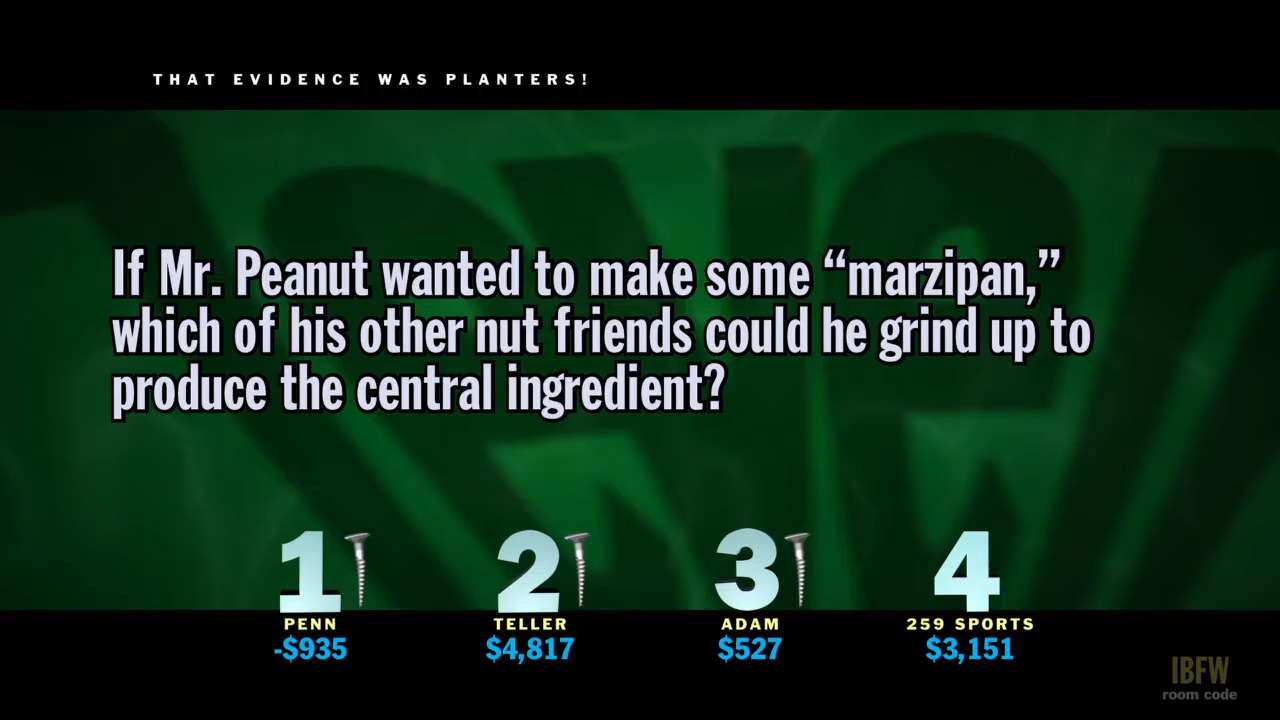 THAT EVIDENCE WAS PLANTERS!
If Mr. Peanut wanted to make some “marzipan,”
which of his other nut friends could he grind up to
produce the central ingredient?
1 2 3 4
PENN TELLER ADAM 259 SPORTS
-$935 $4,817 $527 $3,151
IBFW
room code